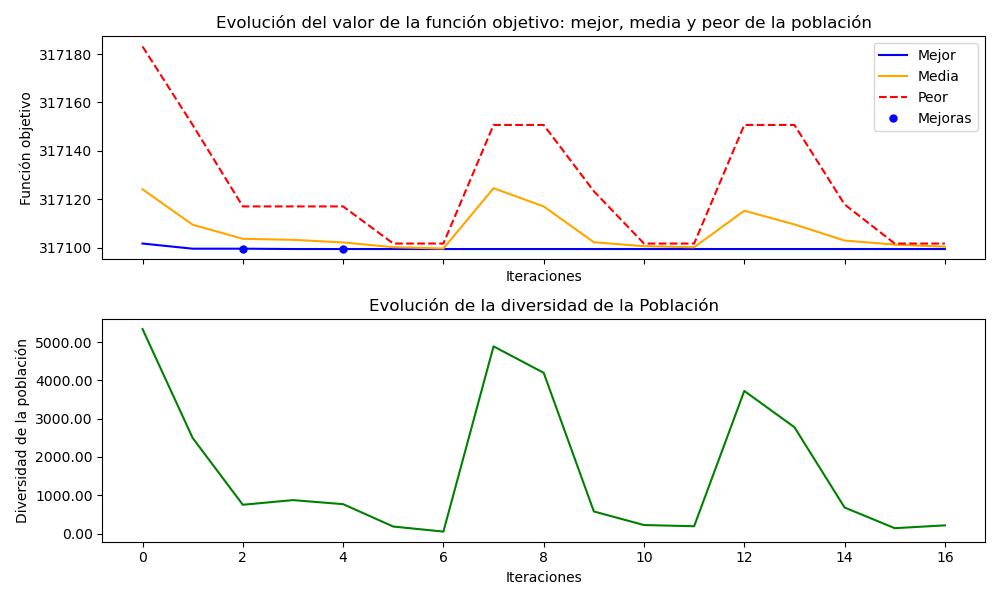 Evolución del valor de la función objetivo: mejor, media y peor de la población
Función objetivo
317180
317160
317140
317120
317100
Mejor
Media
Peor
Mejoras
Iteraciones
Evolución de la diversidad de la Población
Diversidad de la población
5000.00
4000.00
3000.00
2000.00
1000.00
0.00
0 2 4 6 8 10 12 14 16
Iteraciones